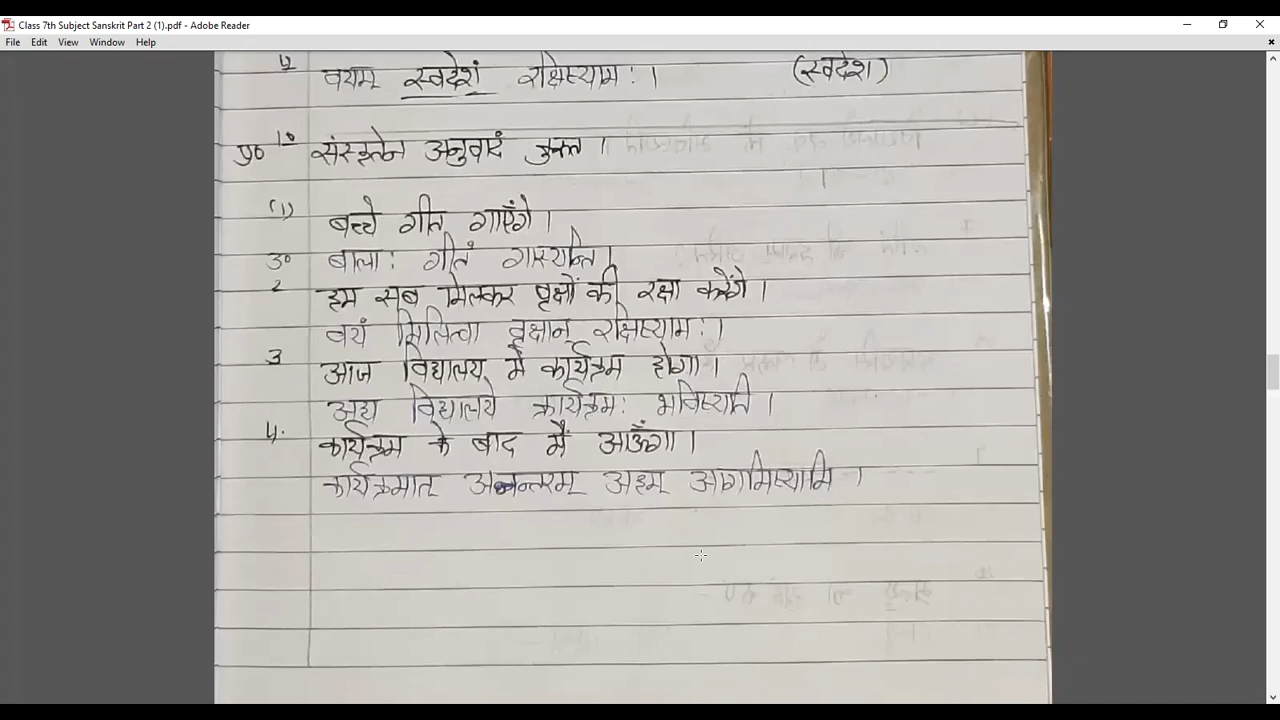 Class 7th Subject Sanskrit Part 2 (1).pdf - Adobe Reader
File Edit View Window Help
वयम् स्वदेशं रक्षिष्यामः । (स्वदेश)
प्र० संस्कृतेन अनुवादं कुरुत ।
(1) बच्चे गीत गाएँगे ।
उ० बालाः गीतं गास्यन्ति ।
2 हम सब मिलकर वृक्षों की रक्षा करेंगे ।
वयं मिलित्वा वृक्षान् रक्षिष्यामः ।
3 आज विद्यालय में कार्यक्रम होगा ।
अद्य विद्यालये कार्यक्रमः भविष्यति ।
4. कार्यक्रम के बाद मैं आऊँगा ।
कार्यक्रमात् अनन्तरम् अहम् आगमिष्यामि ।